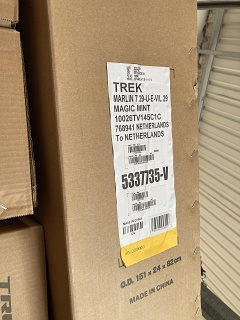 TREK
MARLIN 7 29-U-E-VIL 29
MAGIC MINT
10026TV145C1C
768941 NETHERLANDS
To NETHERLANDS
5337735-V
O.D. 151 × 24 × 82 cm
MADE IN CHINA
TRE